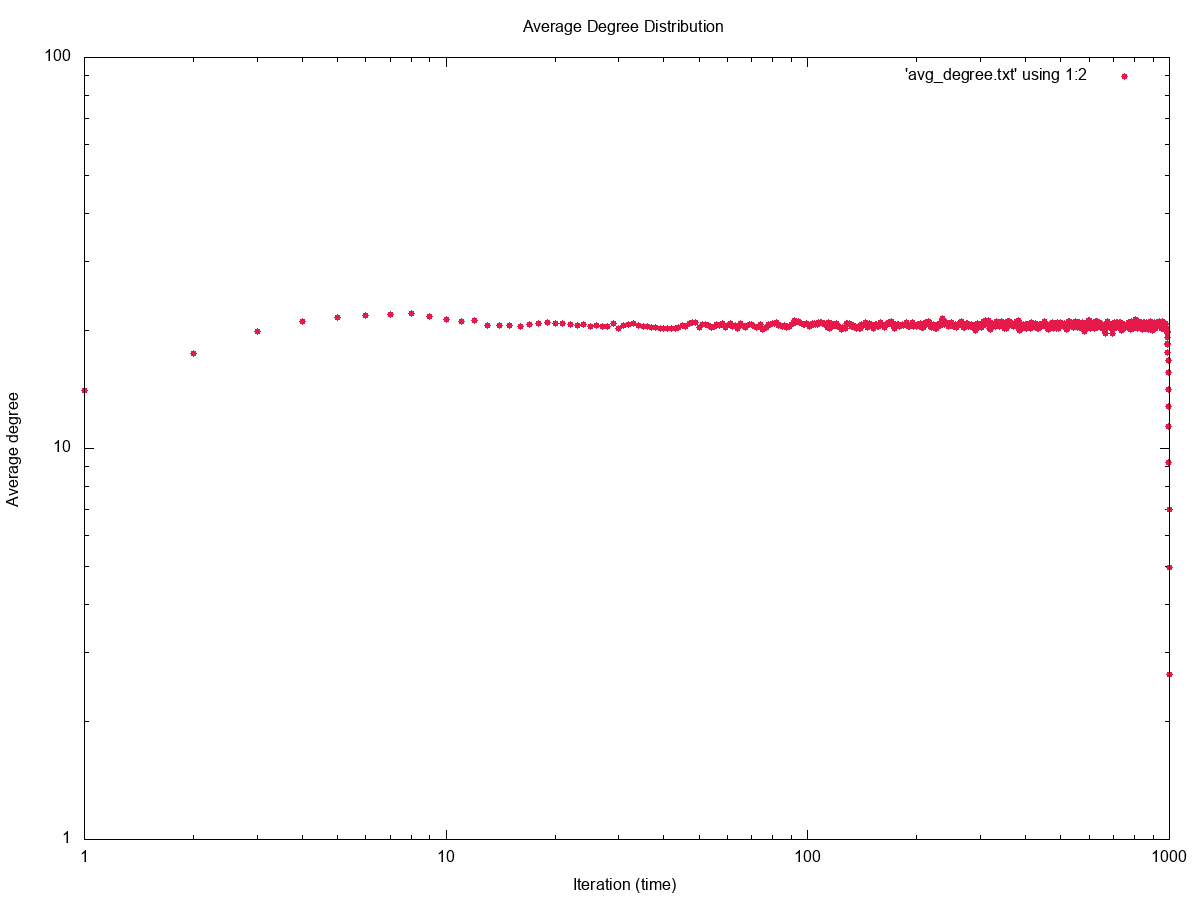 Average Degree Distribution
100
'avg_degree.txt' using 1:2
10
Average degree
1
1 10 100 1000
Iteration (time)